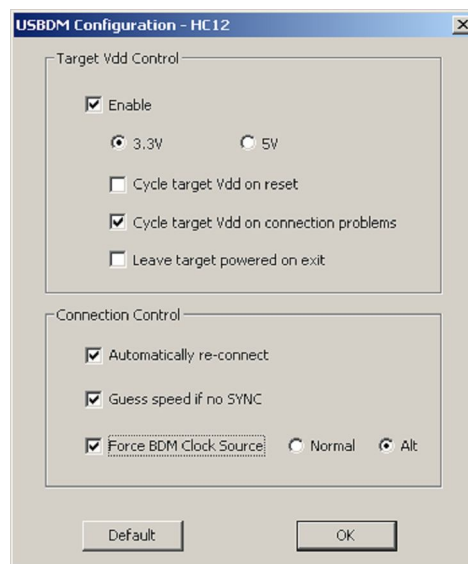 USBDM Configuration - HC12
Target Vdd Control
Enable
3.3V 5V
Cycle target Vdd on reset
Cycle target Vdd on connection problems
Leave target powered on exit
Connection Control
Automatically re-connect
Guess speed if no SYNC
Force BDM Clock Source Normal Alt
Default OK